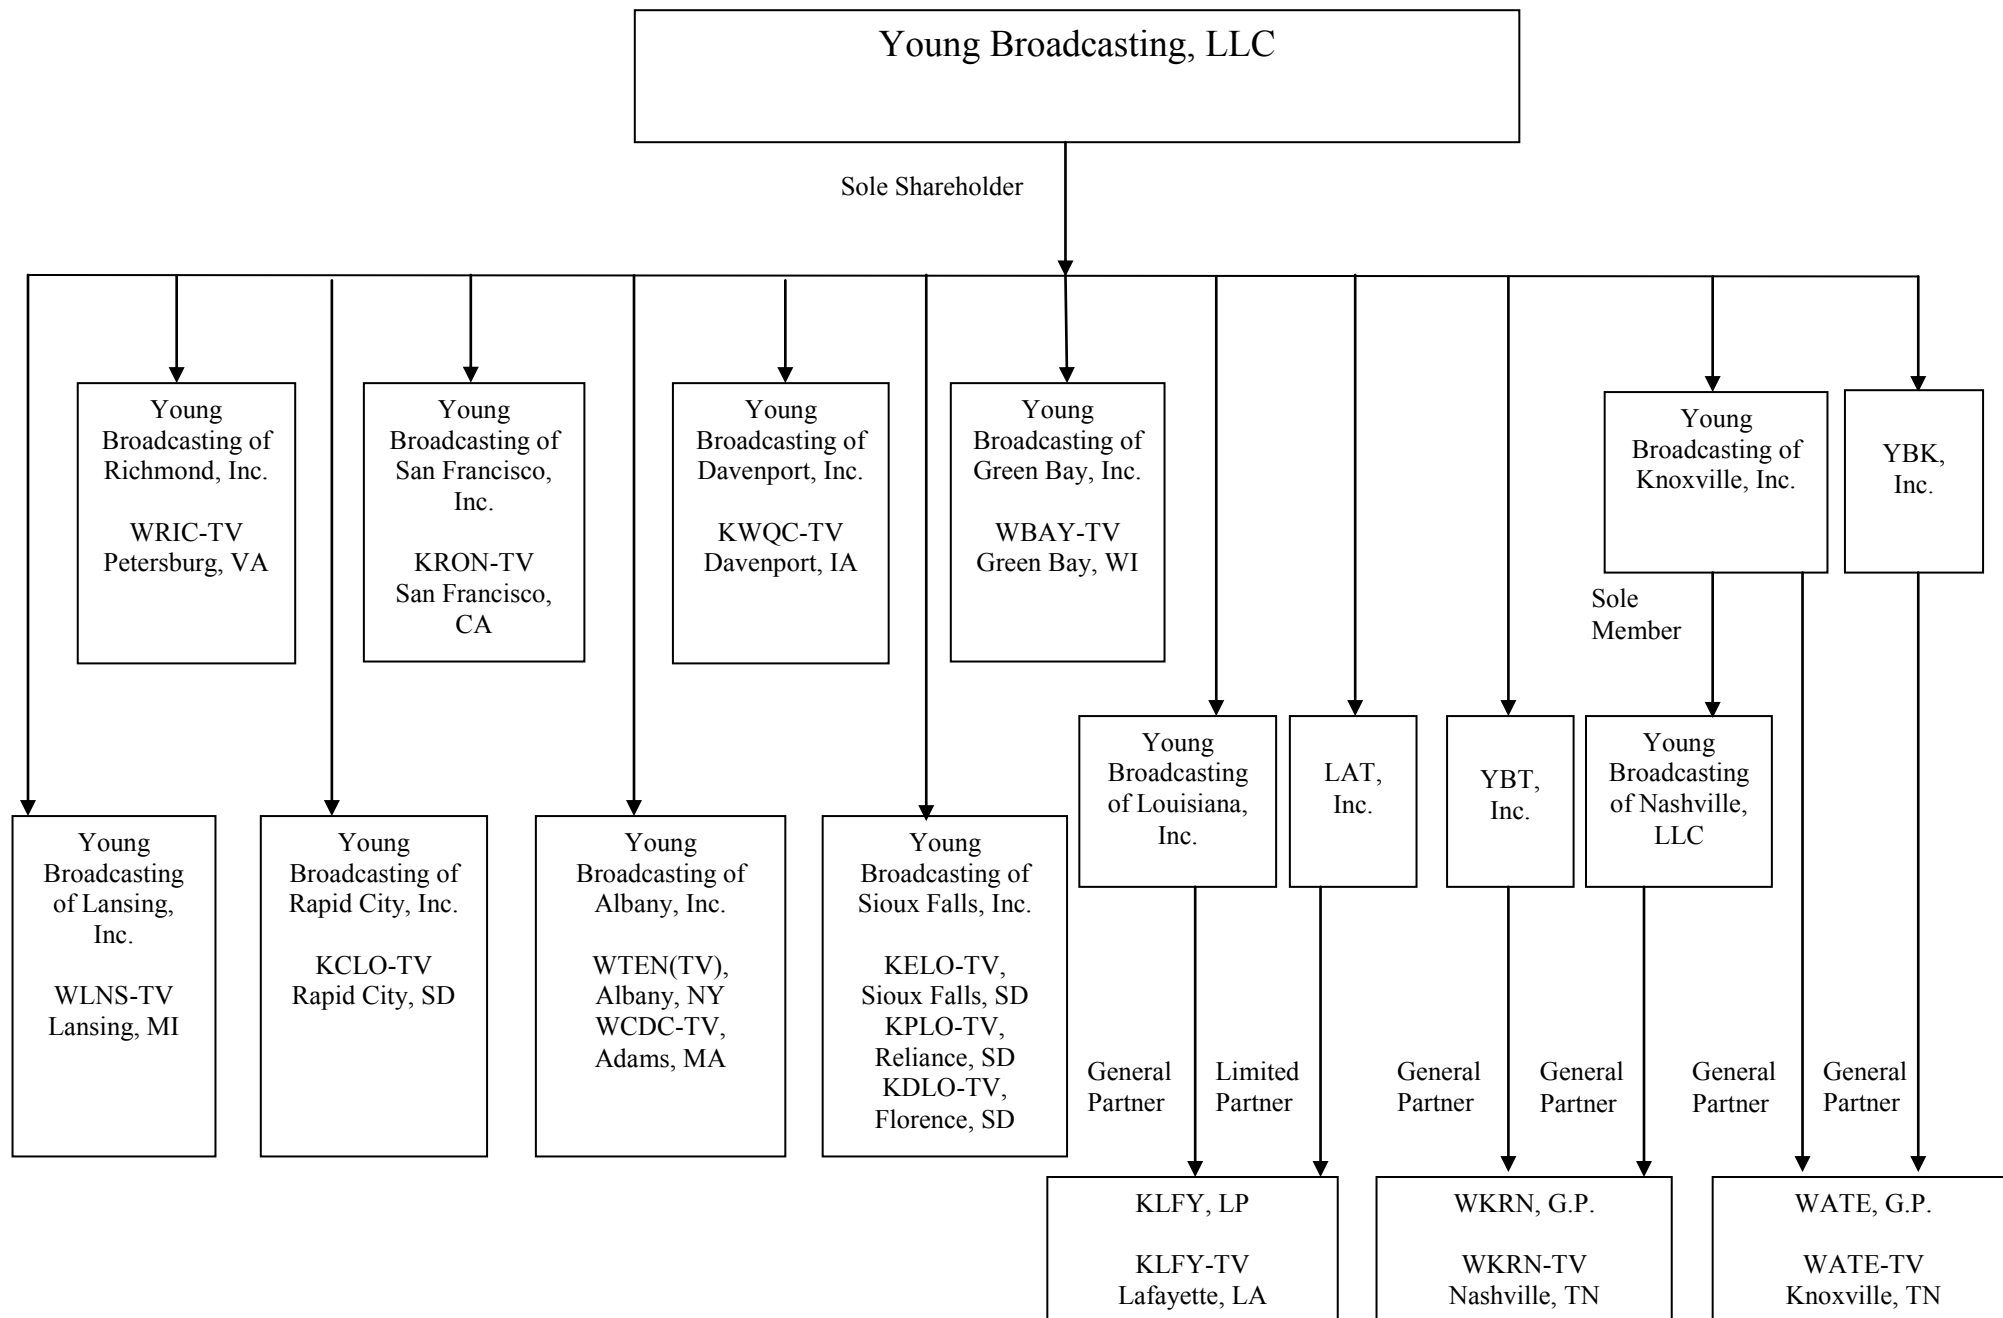 Young Broadcasting, LLC
Sole Shareholder
Young
Broadcasting of
Richmond, Inc.
WRIC-TV
Petersburg, VA
Young
Broadcasting of
San Francisco,
Inc.
KRON-TV
San Francisco,
CA
Young
Broadcasting of
Davenport, Inc.
KWQC-TV
Davenport, IA
Young
Broadcasting of
Green Bay, Inc.
WBAY-TV
Green Bay, WI
Young
Broadcasting of
Knoxville, Inc.
YBK,
Inc.
Sole
Member
Young
Broadcasting
of Louisiana,
Inc.
LAT,
Inc.
YBT,
Inc.
Young
Broadcasting
of Nashville,
LLC
Young
Broadcasting
of Lansing,
Inc.
WLNS-TV
Lansing, MI
Young
Broadcasting of
Rapid City, Inc.
KCLO-TV
Rapid City, SD
Young
Broadcasting of
Albany, Inc.
WTEN(TV),
Albany, NY
WCDC-TV,
Adams, MA
Young
Broadcasting of
Sioux Falls, Inc.
KELO-TV,
Sioux Falls, SD
KPLO-TV,
Reliance, SD
KDLO-TV,
Florence, SD
General
Partner
Limited
Partner
General
Partner
General
Partner
General
Partner
General
Partner
KLFY, LP
KLFY-TV
Lafayette, LA
WKRN, G.P.
WKRN-TV
Nashville, TN
WATE, G.P.
WATE-TV
Knoxville, TN